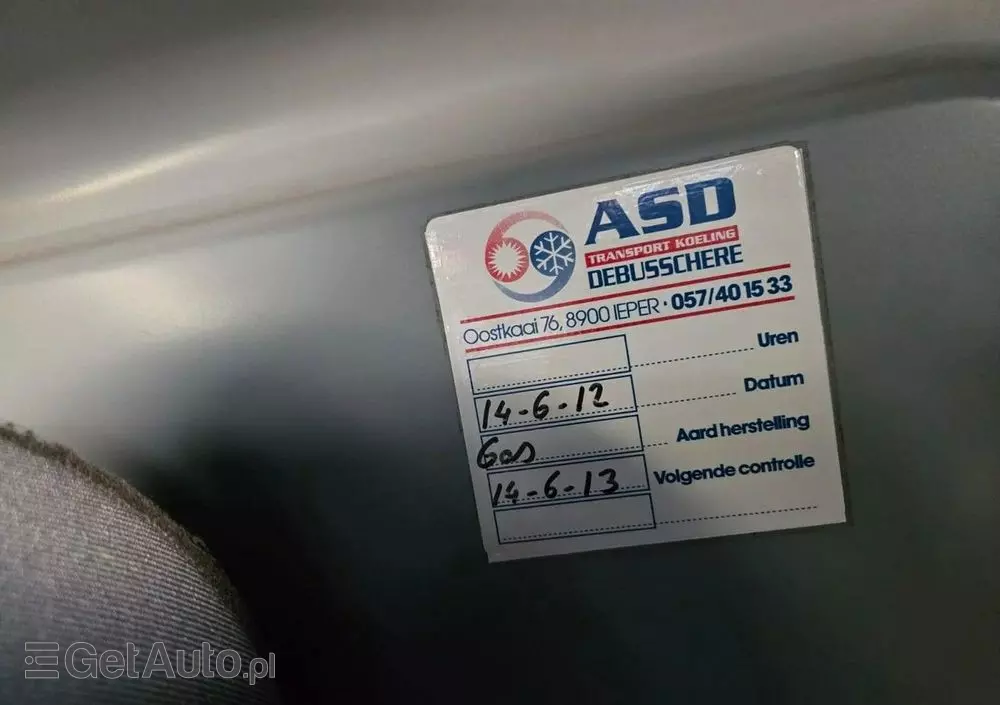 ASD
TRANSPORT KOELING
DEBUSSCHERE
Oostkaai 76, 8900 IEPER · 057/40 15 33
Uren
14-6-12 Datum
Gas Aard herstelling
14-6-13 Volgende controlle
GetAuto.pl